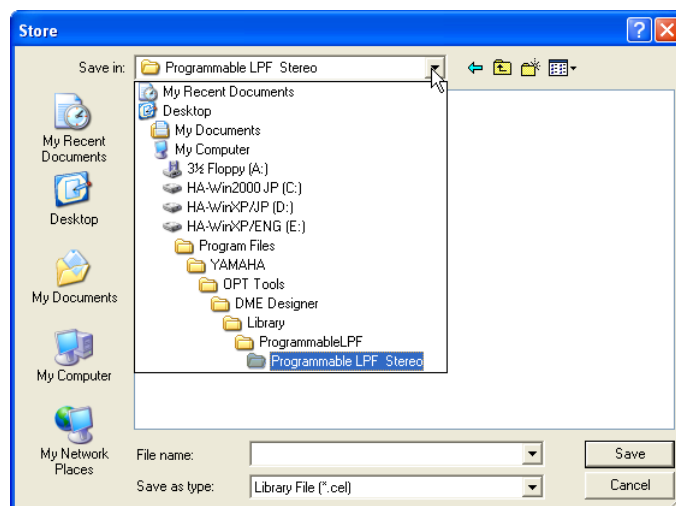 Store
Save in:
Programmable LPF  Stereo
My Recent Documents
Desktop
My Documents
My Computer
3½ Floppy (A:)
HA-Win2000 JP (C:)
HA-WinXP/JP (D:)
HA-WinXP/ENG (E:)
Program Files
YAMAHA
OPT Tools
DME Designer
Library
ProgrammableLPF
Programmable LPF  Stereo
My Recent
Documents
Desktop
My Documents
My Computer
My Network
Places
File name:
Save
Save as type:
Library File (*.cel)
Cancel